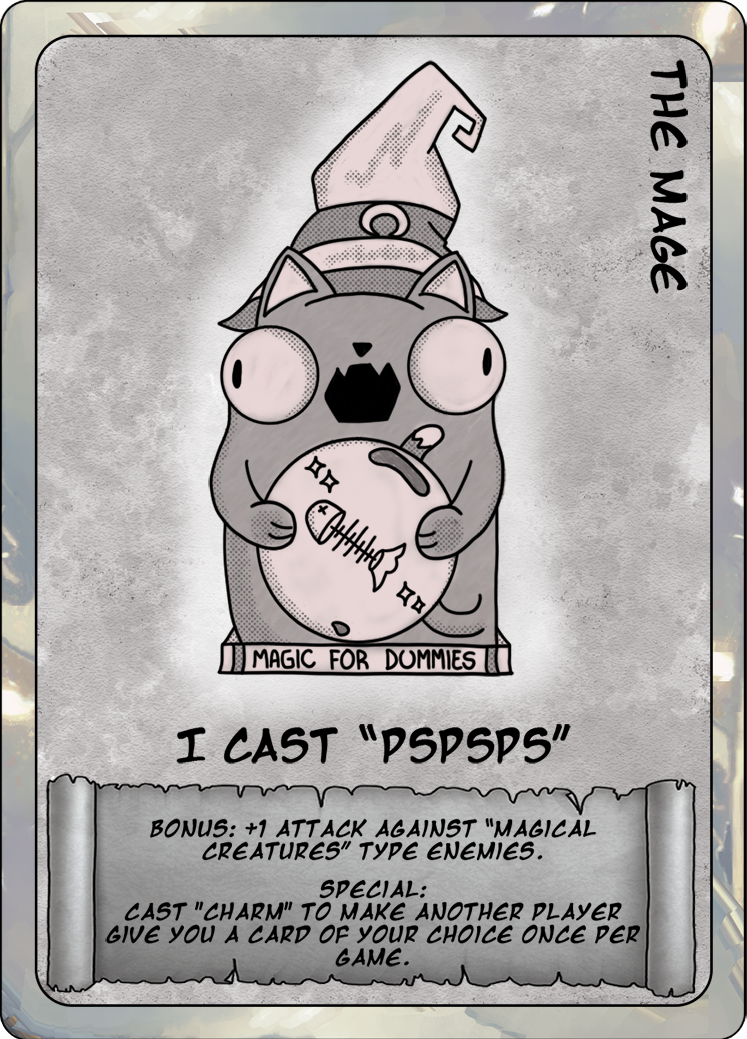 THE MAGE
MAGIC FOR DUMMIES
I CAST "PSPSPS"
BONUS: +1 ATTACK AGAINST "MAGICAL
CREATURES" TYPE ENEMIES.
SPECIAL:
CAST "CHARM" TO MAKE ANOTHER PLAYER
GIVE YOU A CARD OF YOUR CHOICE ONCE PER
GAME.